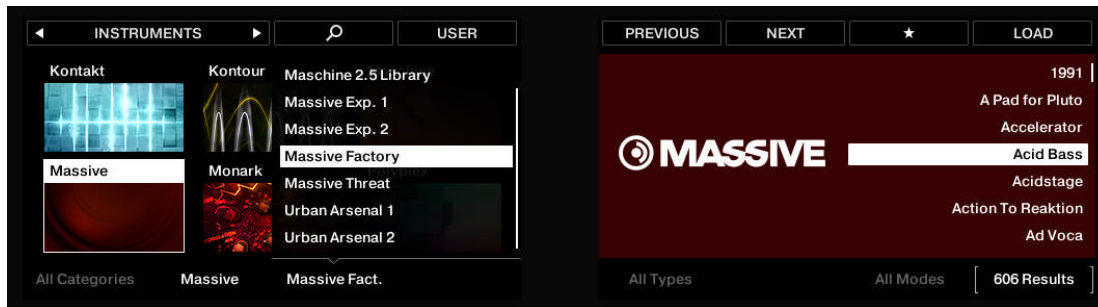 INSTRUMENTS
USER
Kontakt
Kontour
Massive
Monark
Maschine 2.5 Library
Massive Exp. 1
Massive Exp. 2
Massive Factory
Massive Threat
Urban Arsenal 1
Urban Arsenal 2
All Categories
Massive
Massive Fact.
PREVIOUS
NEXT
LOAD
MASSIVE
1991
A Pad for Pluto
Accelerator
Acid Bass
Acidstage
Action To Reaktion
Ad Voca
All Types
All Modes
606 Results